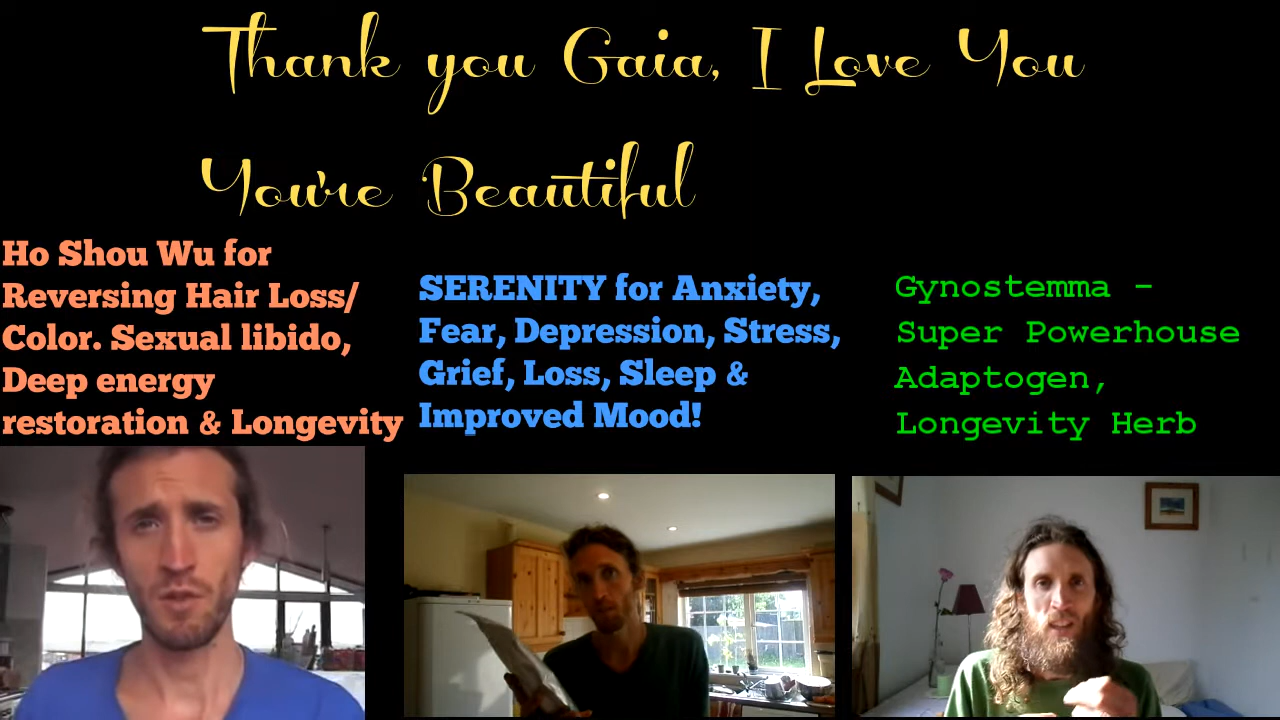 Thank you Gaia, I Love You
You're Beautiful
Ho Shou Wu for
Reversing Hair Loss/
Color. Sexual libido,
Deep energy
restoration & Longevity
SERENITY for Anxiety,
Fear, Depression, Stress,
Grief, Loss, Sleep &
Improved Mood!
Gynostemma -
Super Powerhouse
Adaptogen,
Longevity Herb